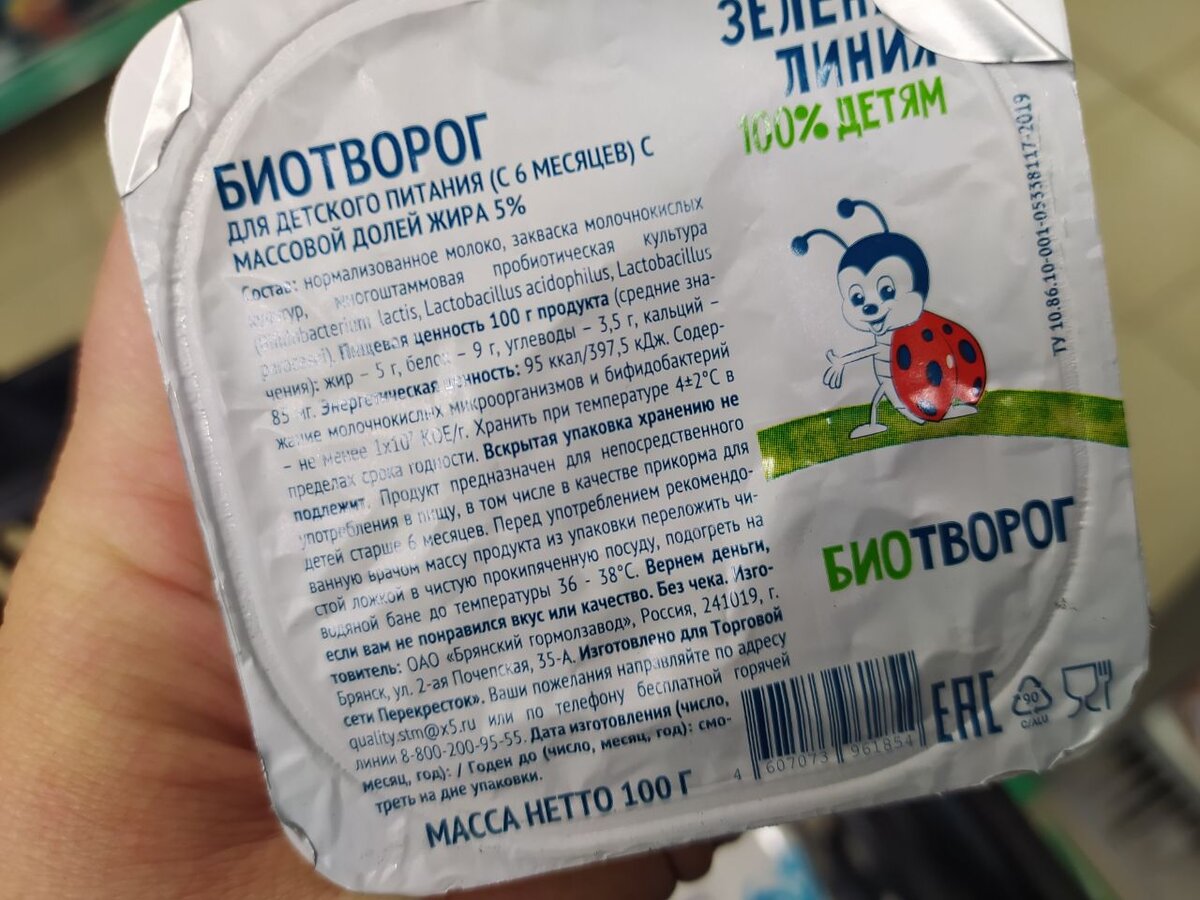 ЗЕЛЕН
ЛИНИЯ
100% ДЕТЯМ
БИОТВОРОГ
ДЛЯ ДЕТСКОГО ПИТАНИЯ (С 6 МЕСЯЦЕВ) С
МАССОВОЙ ДОЛЕЙ ЖИРА 5%
Состав: нормализованное молоко, закваска молочнокислых
культур, многоштаммовая пробиотическая культура
(Bifidobacterium lactis, Lactobacillus acidophilus, Lactobacillus
paracasei). Пищевая ценность 100 г продукта (средние зна-
чения): жир – 5 г, белок – 9 г, углеводы – 3,5 г, кальций –
85 мг. Энергетическая ценность: 95 ккал/397,5 кДж. Содер-
жание молочнокислых микроорганизмов и бифидобактерий
– не менее 1х10⁷ КОЕ/г. Хранить при температуре 4±2°С в
пределах срока годности. Вскрытая упаковка хранению не
подлежит. Продукт предназначен для непосредственного
употребления в пищу, в том числе в качестве прикорма для
детей старше 6 месяцев. Перед употреблением рекомендо-
ванную врачом массу продукта из упаковки переложить чи-
стой ложкой в чистую прокипяченную посуду, подогреть на
водяной бане до температуры 36 - 38°С. Вернем деньги,
если вам не понравился вкус или качество. Без чека. Изго-
товитель: ОАО «Брянский гормолзавод», Россия, 241019, г.
Брянск, ул. 2-ая Почепская, 35-А. Изготовлено для Торговой
сети Перекресток». Ваши пожелания направляйте по адресу
quality.stm@x5.ru или по телефону бесплатной горячей
линии 8-800-200-95-55. Дата изготовления (число,
месяц, год): / Годен до (число, месяц, год): смо-
треть на дне упаковки.
МАССА НЕТТО 100 Г
ТУ 10.86.10-001-05338117-2019
БИОТВОРОГ
4 607073 961854
EAC
90
C/ALU